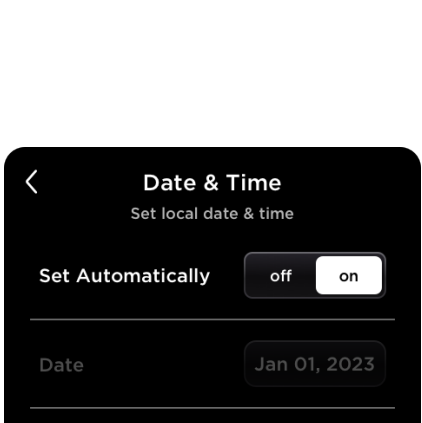 Date & Time
Set local date & time
Set Automatically off on
Date Jan 01, 2023